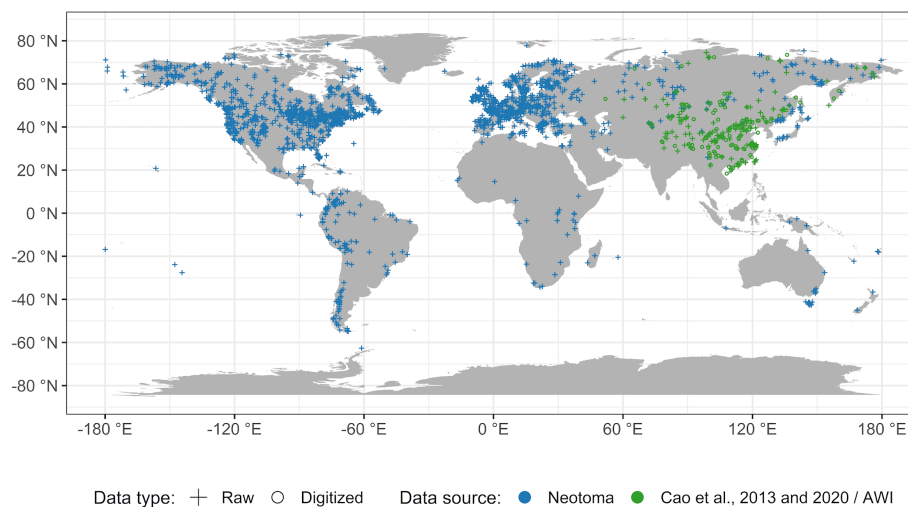 80 °N
60 °N
40 °N
20 °N
0 °N
-20 °N
-40 °N
-60 °N
-80 °N
-180 °E -120 °E -60 °E 0 °E 60 °E 120 °E 180 °E
Data type: Raw Digitized Data source: Neotoma Cao et al., 2013 and 2020 / AWI